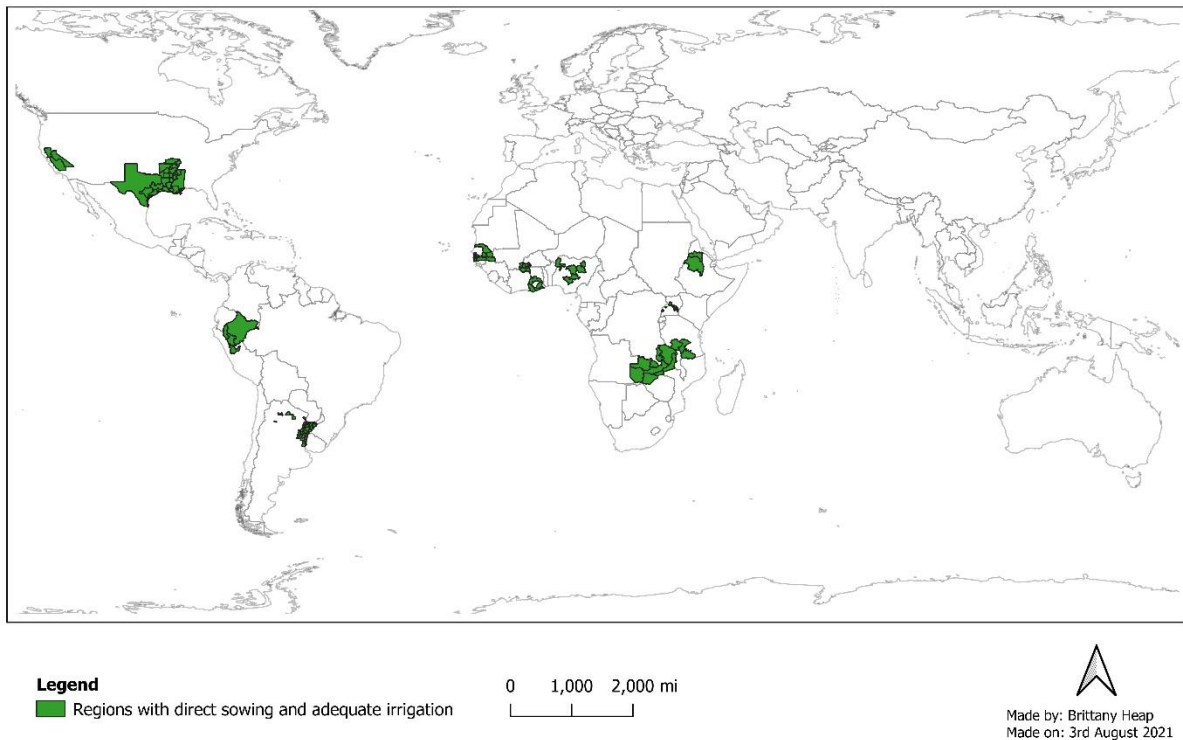 Legend
Regions with direct sowing and adequate irrigation
0 1,000 2,000 mi
Made by: Brittany Heap
Made on: 3rd August 2021